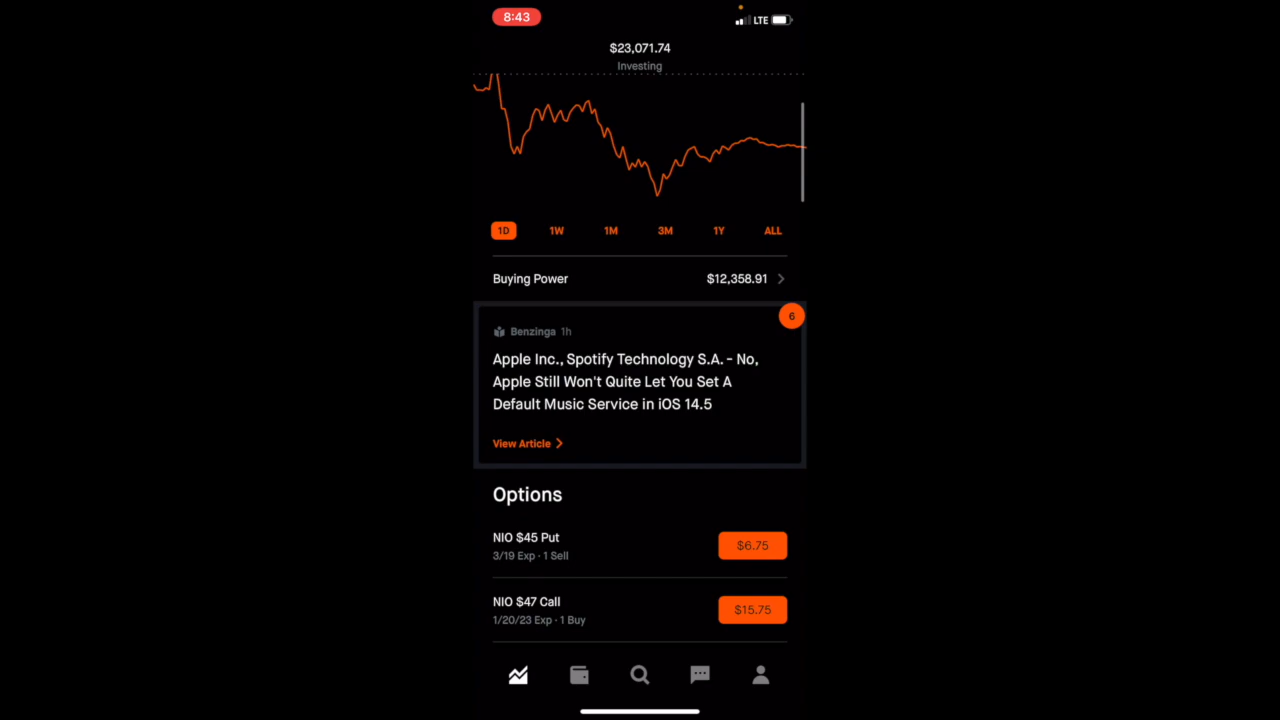 8:43
LTE
$23,071.74
Investing
1D 1W 1M 3M 1Y ALL
Buying Power $12,358.91
6
Benzinga 1h
Apple Inc., Spotify Technology S.A. - No,
Apple Still Won't Quite Let You Set A
Default Music Service in iOS 14.5
View Article
Options
NIO $45 Put
$6.75
3/19 Exp · 1 Sell
NIO $47 Call
$15.75
1/20/23 Exp · 1 Buy